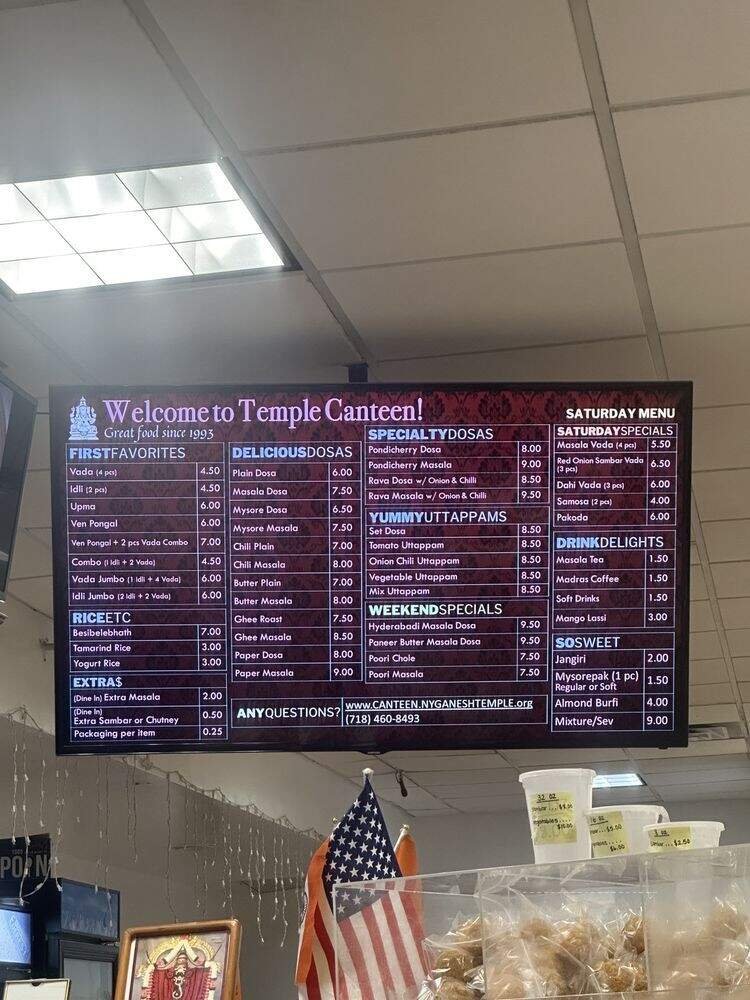 Welcome to Temple Canteen!
Great food since 1993
SATURDAY MENU
FIRSTFAVORITES
Vada (4 pcs) 4.50
Idli (2 pcs) 4.50
Upma 6.00
Ven Pongal 6.00
Ven Pongal + 2 pcs Vada Combo 7.00
Combo (1 Idli + 2 Vada) 4.50
Vada Jumbo (1 Idli + 4 Vada) 6.00
Idli Jumbo (2 Idli + 2 Vada) 6.00
RICEETC
Besibelebhath 7.00
Tamarind Rice 3.00
Yogurt Rice 3.00
EXTRA$
(Dine In) Extra Masala 2.00
(Dine In)
Extra Sambar or Chutney 0.50
Packaging per item 0.25
DELICIOUSDOSAS
Plain Dosa 6.00
Masala Dosa 7.50
Mysore Dosa 6.50
Mysore Masala 7.50
Chili Plain 7.00
Chili Masala 8.00
Butter Plain 7.00
Butter Masala 8.00
Ghee Roast 7.50
Ghee Masala 8.50
Paper Dosa 8.00
Paper Masala 9.00
SPECIALTYDOSAS
Pondicherry Dosa 8.00
Pondicherry Masala 9.00
Rava Dosa w/ Onion & Chilli 8.50
Rava Masala w/ Onion & Chilli 9.50
YUMMYUTTAPPAMS
Set Dosa 8.50
Tomato Uttappam 8.50
Onion Chili Uttappam 8.50
Vegetable Uttappam 8.50
Mix Uttappam 8.50
WEEKENDSPECIALS
Hyderabadi Masala Dosa 9.50
Paneer Butter Masala Dosa 9.50
Poori Chole 7.50
Poori Masala 7.50
ANYQUESTIONS?
www.CANTEEN.NYGANESHTEMPLE.org
(718) 460-8493
SATURDAYSPECIALS
Masala Vada (4 pcs) 5.50
Red Onion Sambar Vada
(3 pcs) 6.50
Dahi Vada (3 pcs) 6.00
Samosa (2 pcs) 4.00
Pakoda 6.00
DRINKDELIGHTS
Masala Tea 1.50
Madras Coffee 1.50
Soft Drinks 1.50
Mango Lassi 3.00
SOSWEET
Jangiri 2.00
Mysorepak (1 pc)
Regular or Soft 1.50
Almond Burfi 4.00
Mixture/Sev 9.00
32 oz
16 oz
$5.00
$6.00
8 oz
$2.50